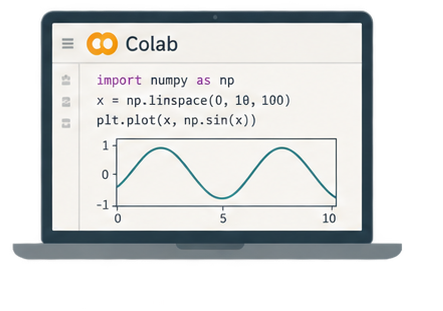 Colab
import numpy as np
x = np.linspace(0, 10, 100)
plt.plot(x, np.sin(x))
1
0
-1
0 5 10